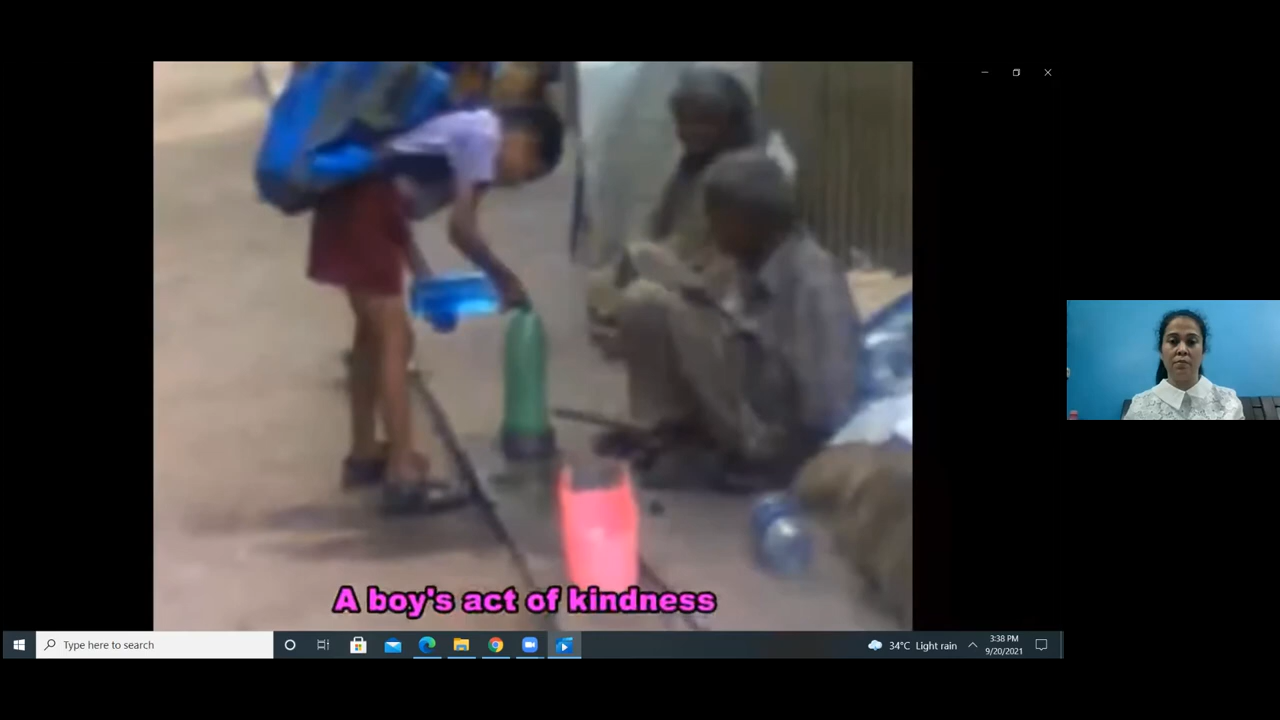 A boy's act of kindness
Type here to search
34°C Light rain
3:38 PM
9/20/2021